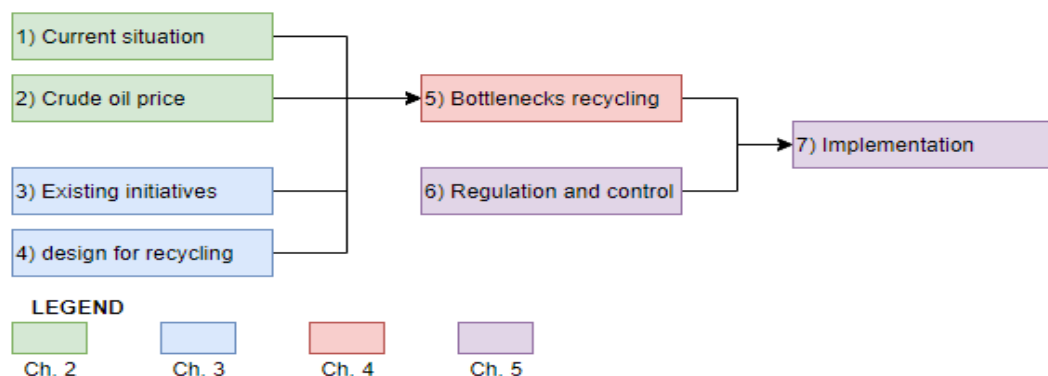 1) Current situation
2) Crude oil price
5) Bottlenecks recycling
7) Implementation
3) Existing initiatives
6) Regulation and control
4) design for recycling
LEGEND
Ch. 2
Ch. 3
Ch. 4
Ch. 5